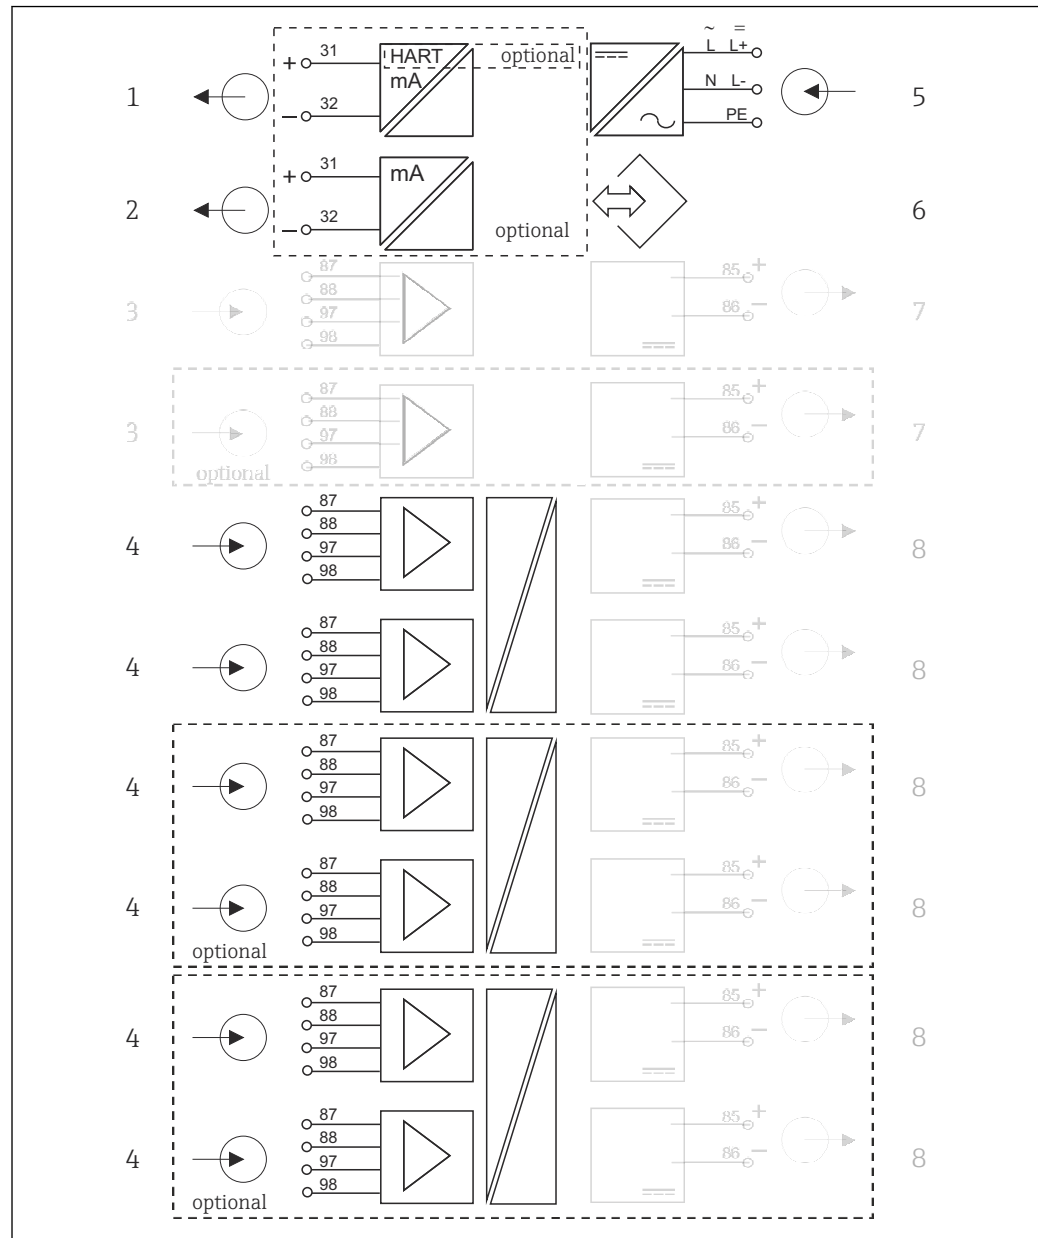 ~ =
31 HART optional L L+
+ mA N L-
1 5
32 PE
–
31
+ mA
2 6
32
– optional
87 85 +
88
3 97 86 – 7
98
87 85 +
88
3 97 86 – 7
98
optional
87 85 +
88
4 97 86 – 8
98
87 85 +
88
4 97 86 – 8
98
87 85 +
88
4 97 86 – 8
98
87 85 +
88
4 97 86 – 8
98
optional
87 85 +
88
4 97 86 – 8
98
87 85 +
88
4 97 86 – 8
98
optional